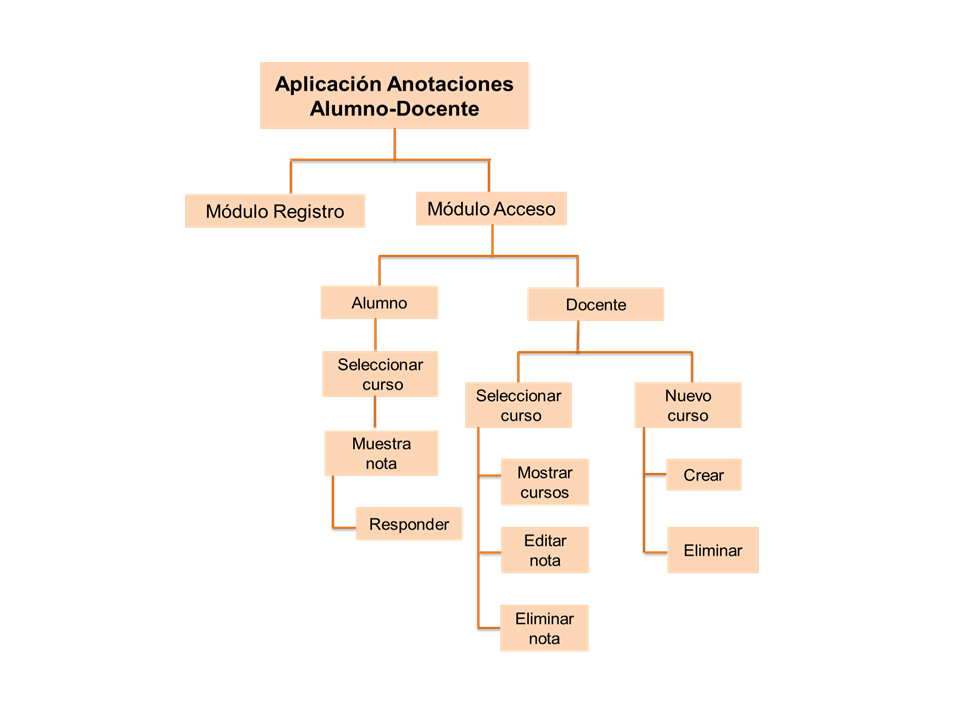 Aplicación Anotaciones
Alumno-Docente
Módulo Registro
Módulo Acceso
Alumno
Docente
Seleccionar
curso
Seleccionar
curso
Nuevo
curso
Muestra
nota
Mostrar
cursos
Crear
Responder
Editar
nota
Eliminar
Eliminar
nota